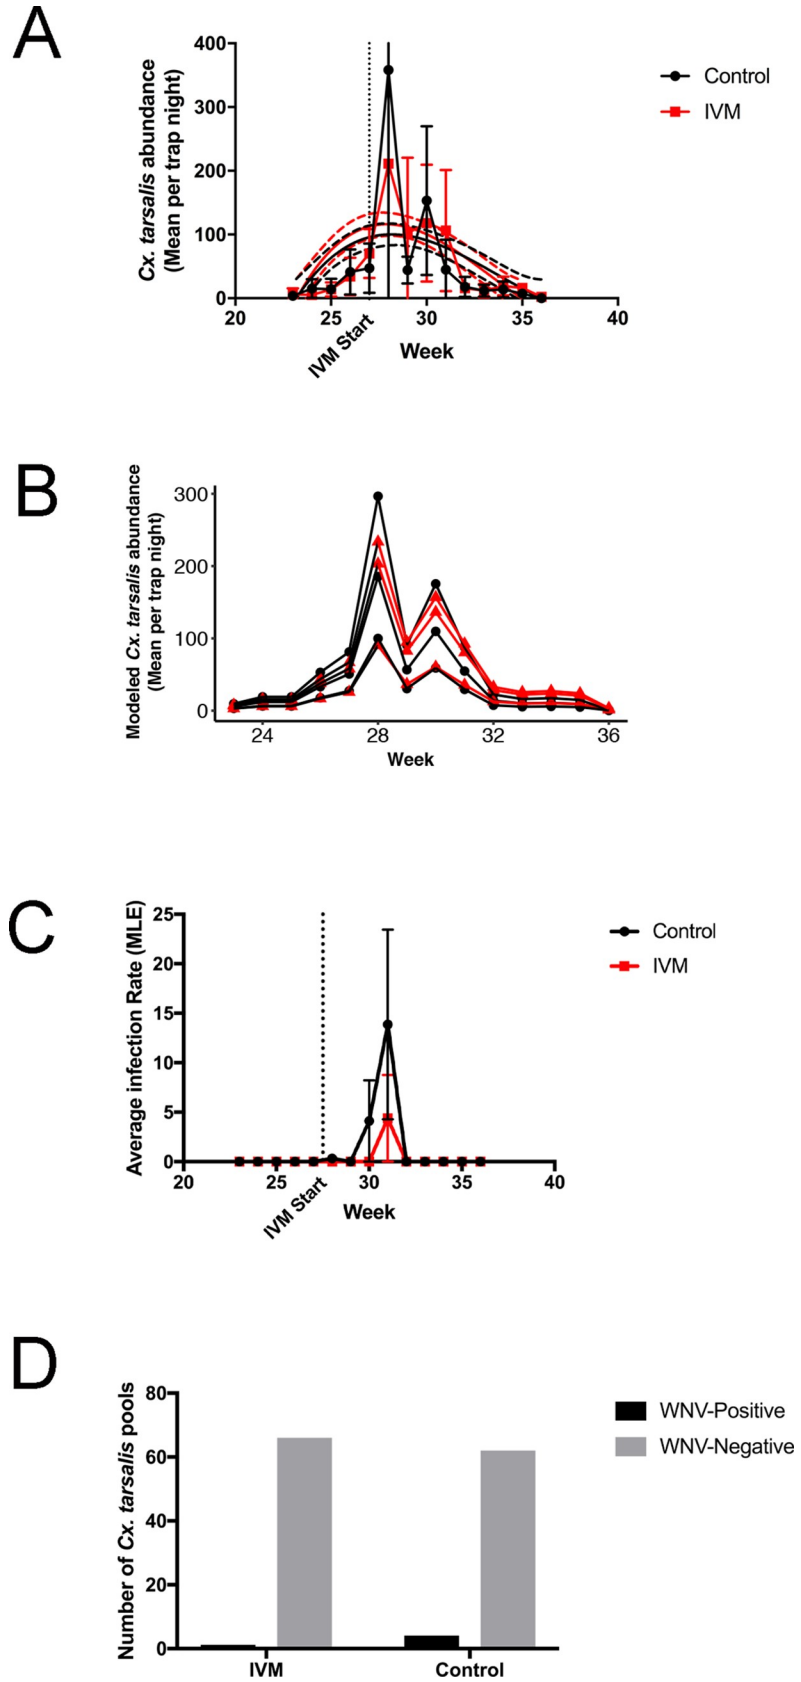 A
Cx. tarsalis abundance
(Mean per trap night)
400
300
200
100
0
20
25
30
35
40
IVM Start
Week
Control
IVM
B
Modeled Cx. tarsalis abundance
(Mean per trap night)
300
200
100
0
24
28
32
36
Week
C
Average infection Rate (MLE)
25
20
15
10
5
0
20
25
30
35
40
IVM Start
Week
Control
IVM
D
Number of Cx. tarsalis pools
80
60
40
20
0
IVM
Control
WNV-Positive
WNV-Negative